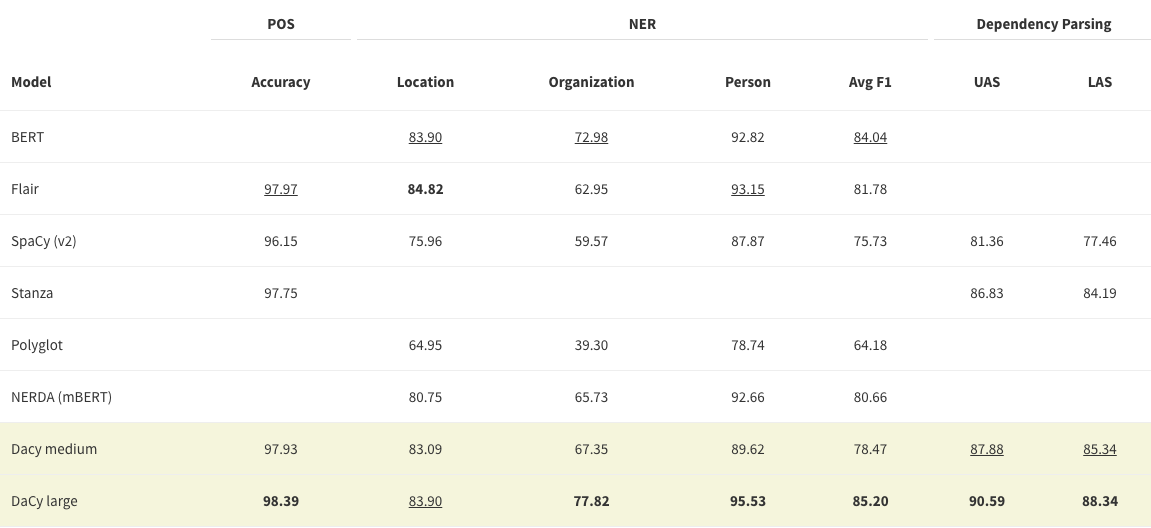 POS NER Dependency Parsing
Model Accuracy Location Organization Person Avg F1 UAS LAS
BERT 83.90 72.98 92.82 84.04
Flair 97.97 84.82 62.95 93.15 81.78
SpaCy (v2) 96.15 75.96 59.57 87.87 75.73 81.36 77.46
Stanza 97.75 86.83 84.19
Polyglot 64.95 39.30 78.74 64.18
NERDA (mBERT) 80.75 65.73 92.66 80.66
Dacy medium 97.93 83.09 67.35 89.62 78.47 87.88 85.34
DaCy large 98.39 83.90 77.82 95.53 85.20 90.59 88.34